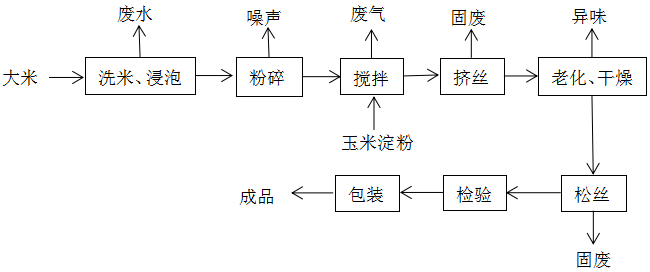 废水
噪声
废气
固废
异味
大米
洗米、浸泡
粉碎
搅拌
挤丝
老化、干燥
玉米淀粉
成品
包装
检验
松丝
固废